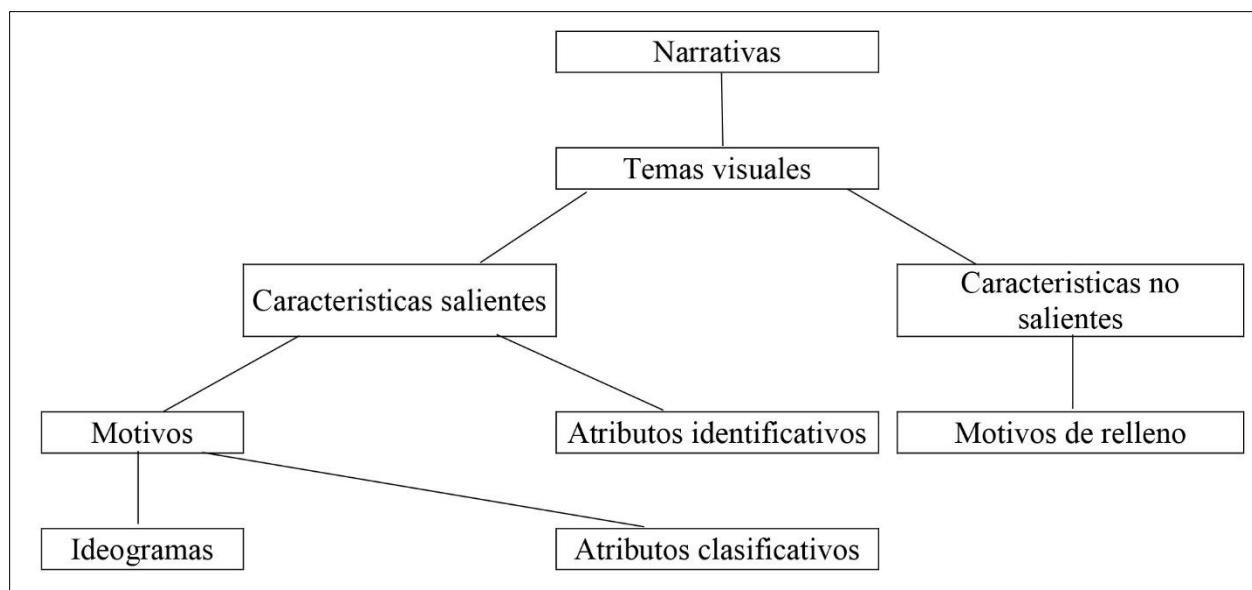 Narrativas
Temas visuales
Caracteristicas salientes
Caracteristicas no
salientes
Motivos
Atributos identificativos
Motivos de relleno
Ideogramas
Atributos clasificativos